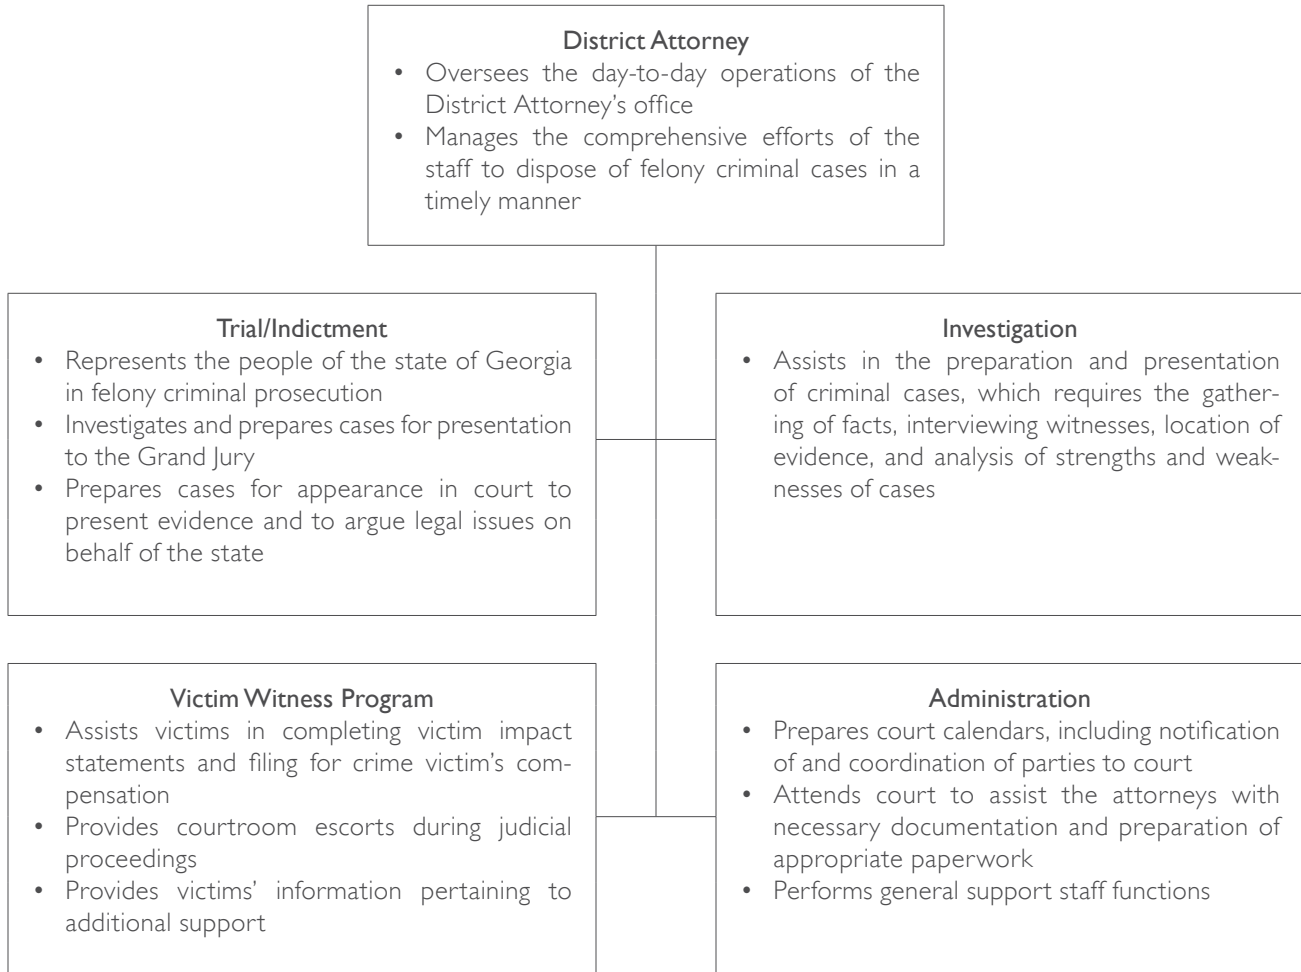 District Attorney
• Oversees the day-to-day operations of the
District Attorney’s office
• Manages the comprehensive efforts of the
staff to dispose of felony criminal cases in a
timely manner
Trial/Indictment
• Represents the people of the state of Georgia
in felony criminal prosecution
• Investigates and prepares cases for presentation
to the Grand Jury
• Prepares cases for appearance in court to
present evidence and to argue legal issues on
behalf of the state
Investigation
• Assists in the preparation and presentation
of criminal cases, which requires the gather-
ing of facts, interviewing witnesses, location of
evidence, and analysis of strengths and weak-
nesses of cases
Victim Witness Program
• Assists victims in completing victim impact
statements and filing for crime victim’s com-
pensation
• Provides courtroom escorts during judicial
proceedings
• Provides victims’ information pertaining to
additional support
Administration
• Prepares court calendars, including notification
of and coordination of parties to court
• Attends court to assist the attorneys with
necessary documentation and preparation of
appropriate paperwork
• Performs general support staff functions